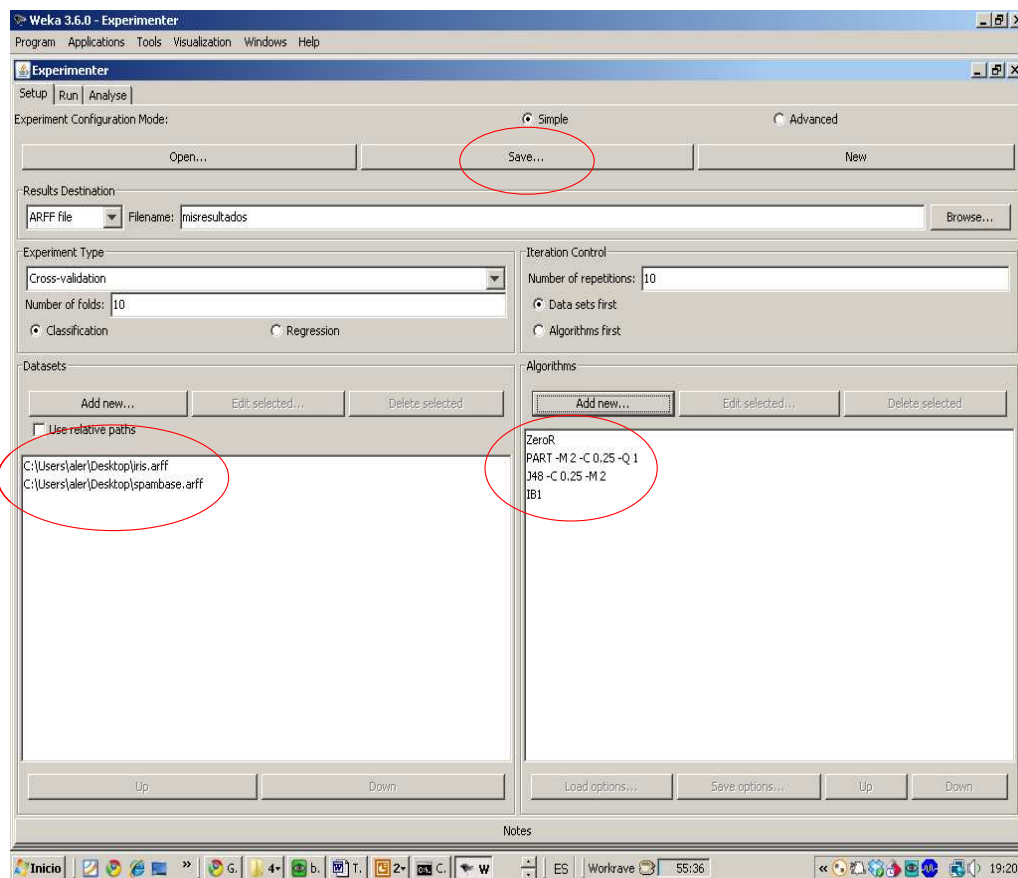 Weka 3.6.0 - Experimenter
Program Applications Tools Visualization Windows Help
Experimenter
Setup Run Analyse
Experiment Configuration Mode: Simple Advanced
Open... Save... New
Results Destination
ARFF file Filename: misresultados Browse...
Experiment Type Iteration Control
Cross-validation Number of repetitions: 10
Number of folds: 10 Data sets first
Classification Regression Algorithms first
Datasets Algorithms
Add new... Edit selected... Delete selected Add new... Edit selected... Delete selected
Use relative paths
ZeroR
C:\Users\aler\Desktop\iris.arff PART -M 2 -C 0.25 -Q 1
C:\Users\aler\Desktop\spambase.arff J48 -C 0.25 -M 2
IB1
Up Down Load options... Save options... Up Down
Notes
Inicio » G. 4 b. T. 2 C. W ES Workrave 55:36 « 19:20